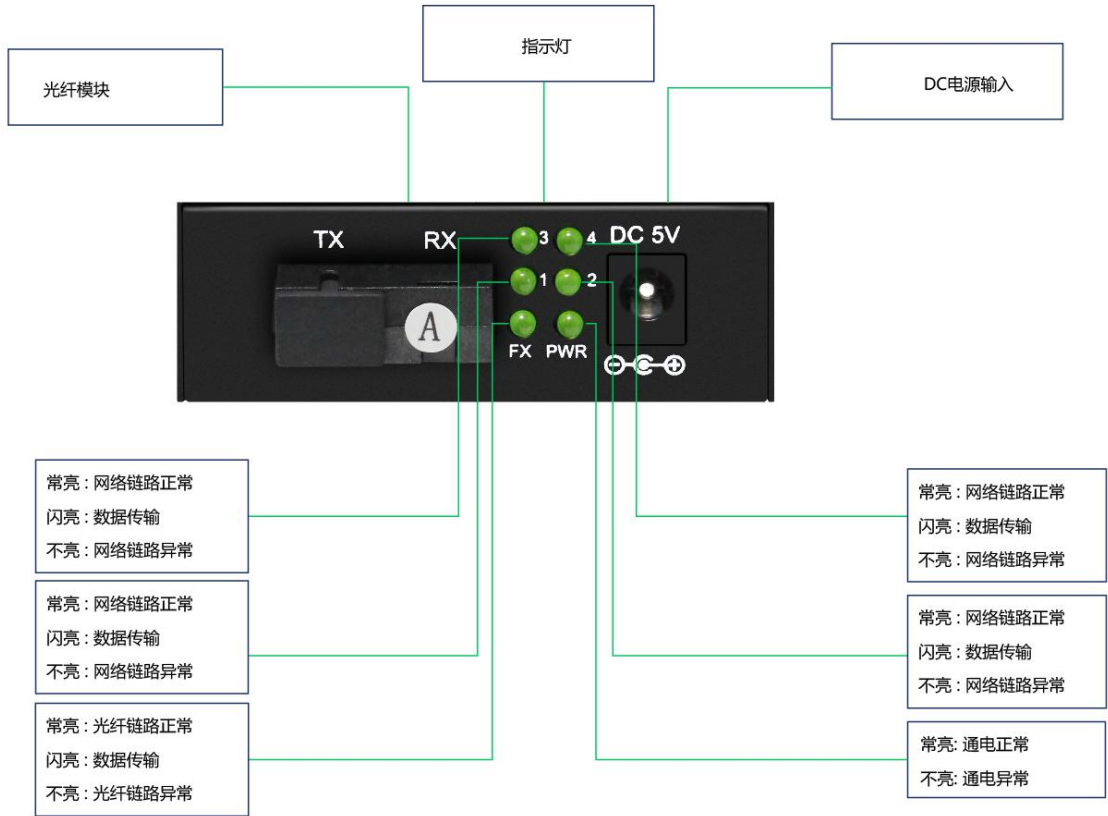 指示灯
光纤模块
DC电源输入
TX
RX
3
4
DC 5V
1
2
A
FX
PWR
常亮 : 网络链路正常
闪亮 : 数据传输
不亮 : 网络链路异常
常亮 : 网络链路正常
闪亮 : 数据传输
不亮 : 网络链路异常
常亮 : 光纤链路正常
闪亮 : 数据传输
不亮 : 光纤链路异常
常亮 : 网络链路正常
闪亮 : 数据传输
不亮 : 网络链路异常
常亮 : 网络链路正常
闪亮 : 数据传输
不亮 : 网络链路异常
常亮: 通电正常
不亮: 通电异常